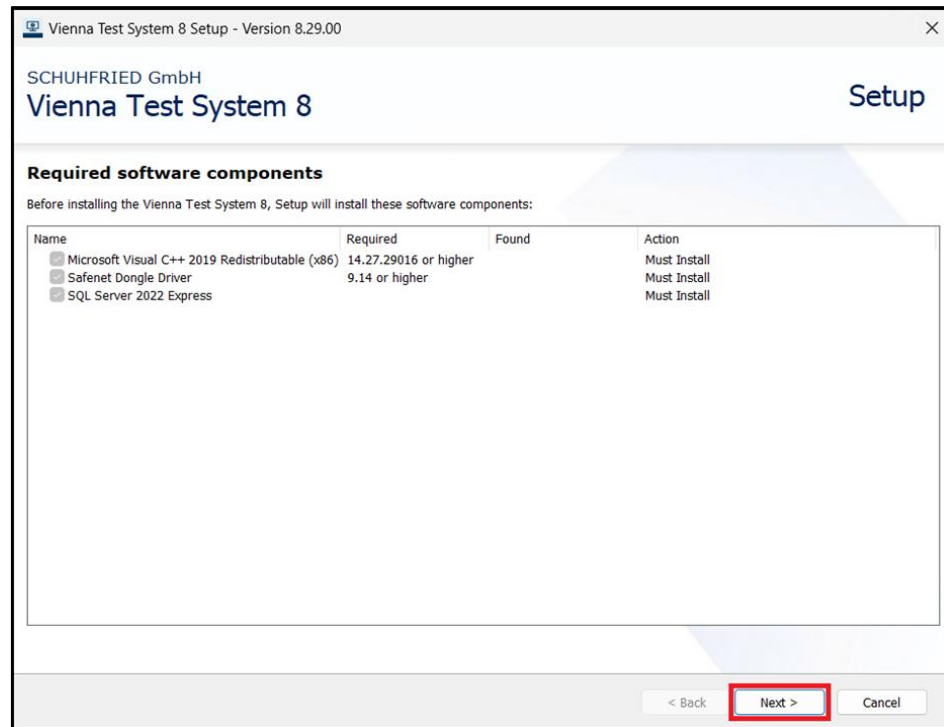 Vienna Test System 8 Setup - Version 8.29.00
SCHUHFRIED GmbH
Vienna Test System 8
Setup
Required software components
Before installing the Vienna Test System 8, Setup will install these software components:
Name Required Found Action
Microsoft Visual C++ 2019 Redistributable (x86) 14.27.29016 or higher Must Install
Safenet Dongle Driver 9.14 or higher Must Install
SQL Server 2022 Express Must Install
< Back Next > Cancel